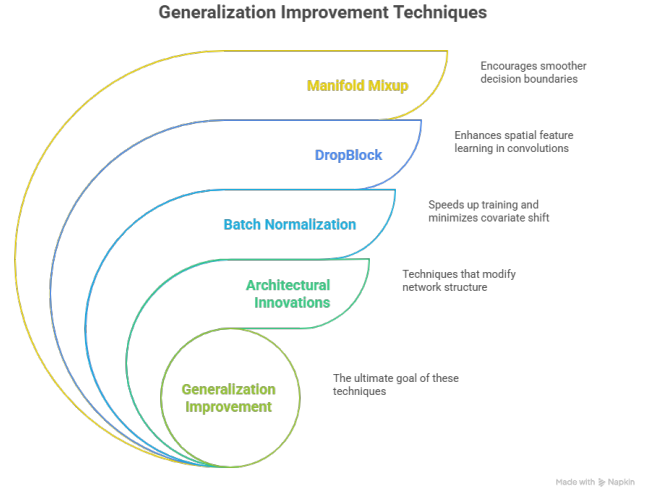 Generalization Improvement Techniques
Manifold Mixup
Encourages smoother
decision boundaries
DropBlock
Enhances spatial feature
learning in convolutions
Batch Normalization
Speeds up training and
minimizes covariate shift
Architectural
Innovations
Techniques that modify
network structure
Generalization
Improvement
The ultimate goal of these
techniques
Made with Napkin